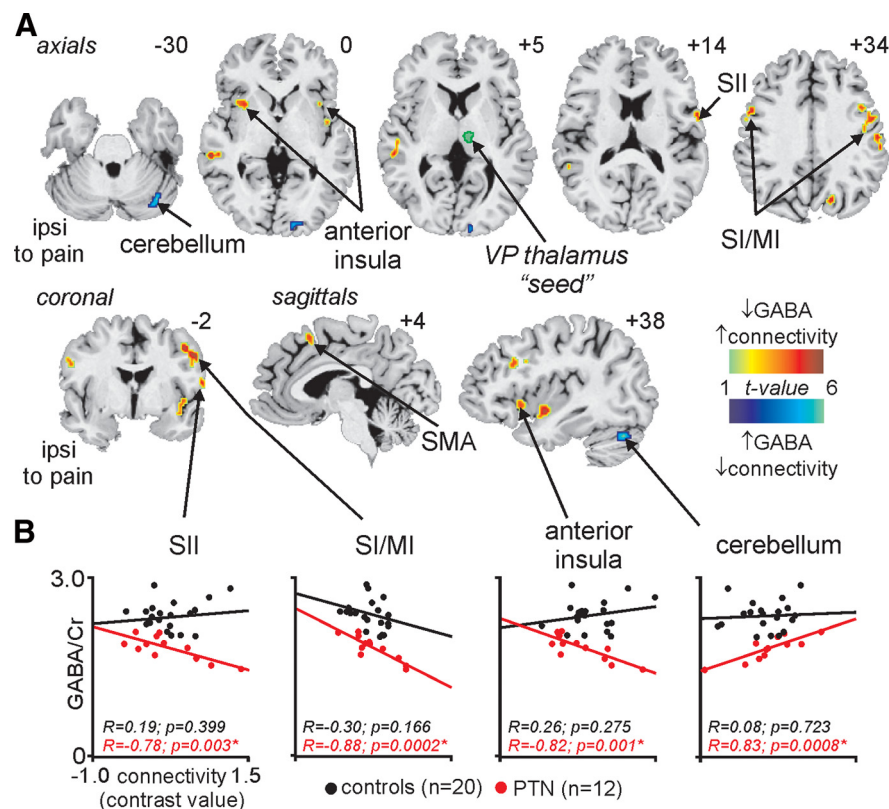 A
axials
-30
0
+5
+14
+34
SII
ipsi
to pain
cerebellum
anterior
insula
VP thalamus
"seed"
SI/MI
coronal
-2
sagittals
+4
+38
↓GABA
↑connectivity
1 t-value 6
↑GABA
↓connectivity
ipsi
to pain
SMA
B
SII
SI/MI
anterior
insula
cerebellum
3.0
GABA/Cr
0
R=0.19; p=0.399
R=-0.78; p=0.003*
R=-0.30; p=0.166
R=-0.88; p=0.0002*
R=0.26; p=0.275
R=-0.82; p=0.001*
R=0.08; p=0.723
R=0.83; p=0.0008*
-1.0 connectivity 1.5
(contrast value)
controls (n=20)
PTN (n=12)